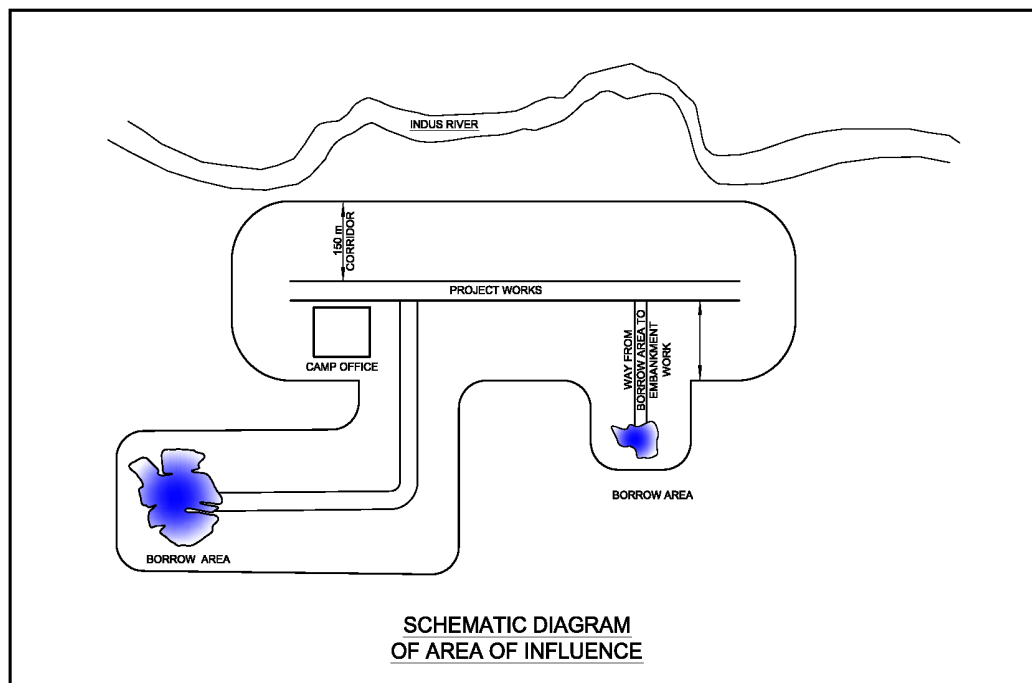 INDUS RIVER
150 m
CORRIDOR
PROJECT WORKS
CAMP OFFICE
WAY FROM
BORROW AREA TO
EMBANKMENT
WORK
BORROW AREA
BORROW AREA
SCHEMATIC DIAGRAM
OF AREA OF INFLUENCE